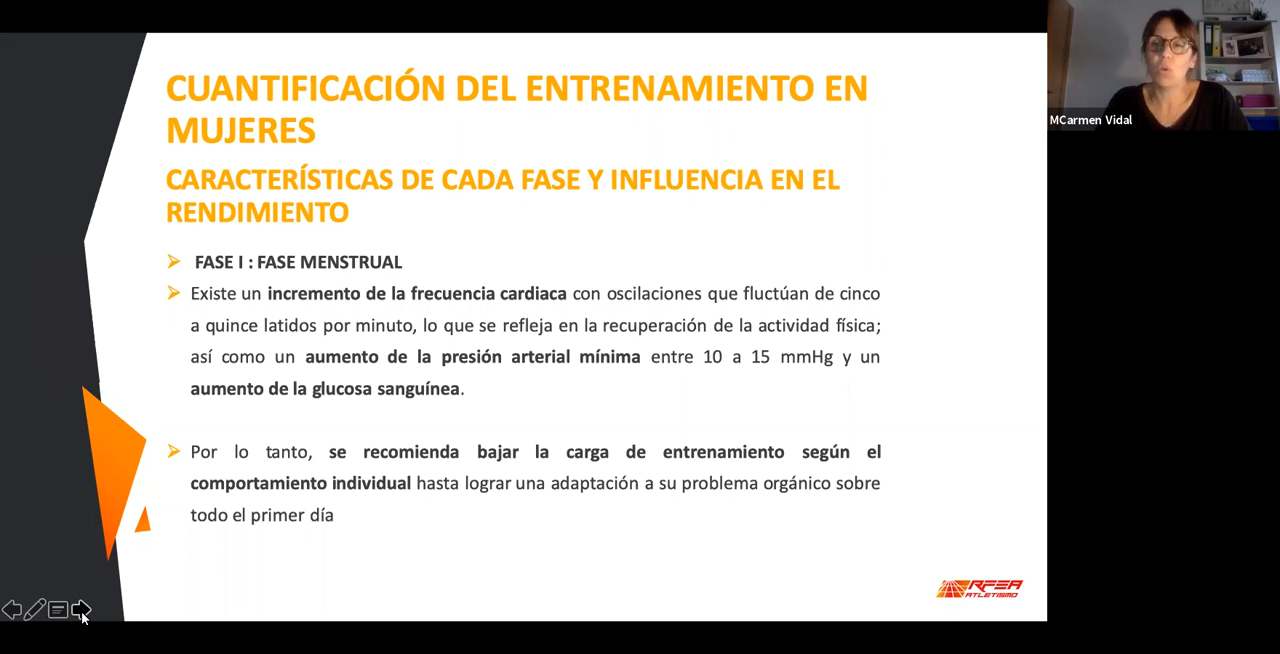 CUANTIFICACIÓN DEL ENTRENAMIENTO EN
MUJERES
CARACTERÍSTICAS DE CADA FASE Y INFLUENCIA EN EL
RENDIMIENTO
FASE I : FASE MENSTRUAL
Existe un incremento de la frecuencia cardiaca con oscilaciones que fluctúan de cinco
a quince latidos por minuto, lo que se refleja en la recuperación de la actividad física;
así como un aumento de la presión arterial mínima entre 10 a 15 mmHg y un
aumento de la glucosa sanguínea.
Por lo tanto, se recomienda bajar la carga de entrenamiento según el
comportamiento individual hasta lograr una adaptación a su problema orgánico sobre
todo el primer día
RFEA
ATLETISMO
MCarmen Vidal